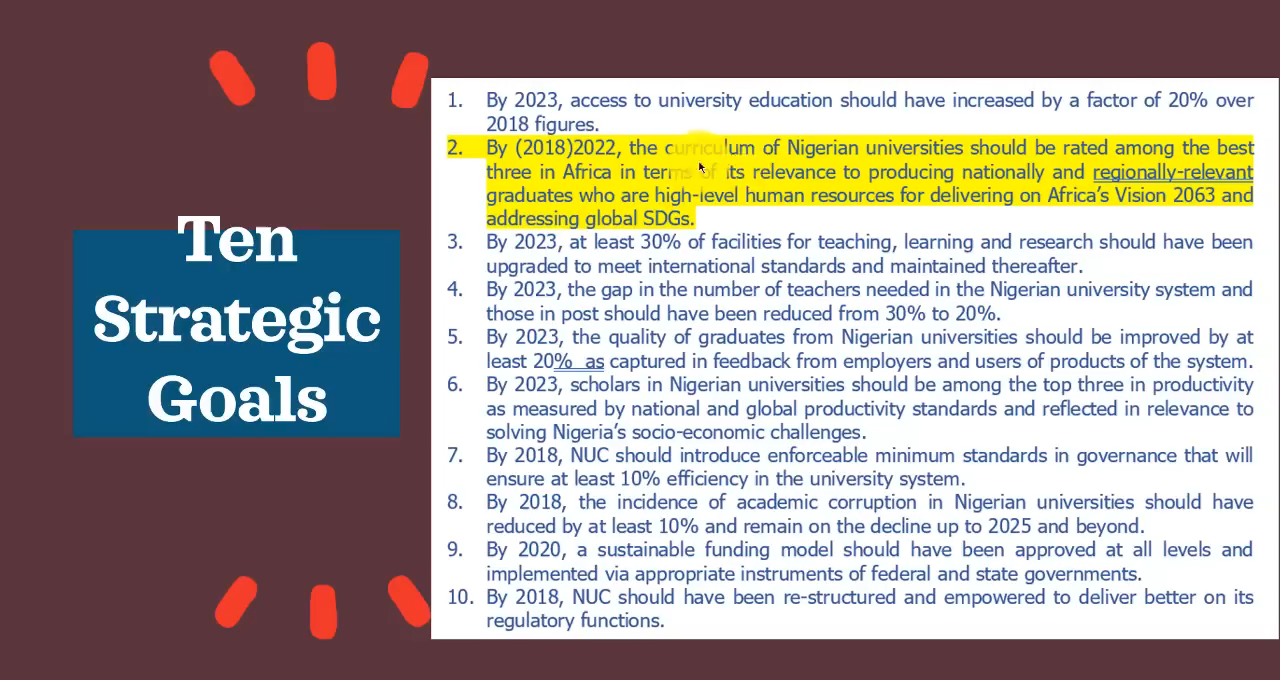 Ten
Strategic
Goals
1. By 2023, access to university education should have increased by a factor of 20% over
2018 figures.
2. By (2018)2022, the curriculum of Nigerian universities should be rated among the best
three in Africa in terms of its relevance to producing nationally and regionally-relevant
graduates who are high-level human resources for delivering on Africa's Vision 2063 and
addressing global SDGs.
3. By 2023, at least 30% of facilities for teaching, learning and research should have been
upgraded to meet international standards and maintained thereafter.
4. By 2023, the gap in the number of teachers needed in the Nigerian university system and
those in post should have been reduced from 30% to 20%.
5. By 2023, the quality of graduates from Nigerian universities should be improved by at
least 20% as captured in feedback from employers and users of products of the system.
6. By 2023, scholars in Nigerian universities should be among the top three in productivity
as measured by national and global productivity standards and reflected in relevance to
solving Nigeria's socio-economic challenges.
7. By 2018, NUC should introduce enforceable minimum standards in governance that will
ensure at least 10% efficiency in the university system.
8. By 2018, the incidence of academic corruption in Nigerian universities should have
reduced by at least 10% and remain on the decline up to 2025 and beyond.
9. By 2020, a sustainable funding model should have been approved at all levels and
implemented via appropriate instruments of federal and state governments.
10. By 2018, NUC should have been re-structured and empowered to deliver better on its
regulatory functions.